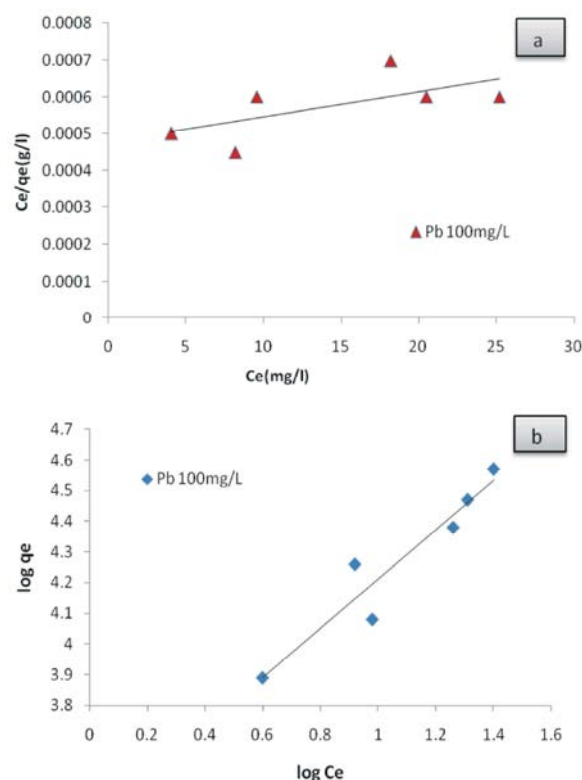 a
0.0008
0.0007
0.0006
0.0005
0.0004
0.0003
0.0002
0.0001
0
Ce/qe(g/l)
Pb 100mg/L
0 5 10 15 20 25 30
Ce(mg/l)
b
4.7
4.6
4.5
4.4
4.3
4.2
4.1
4
3.9
3.8
log qe
Pb 100mg/L
0 0.2 0.4 0.6 0.8 1 1.2 1.4 1.6
log Ce